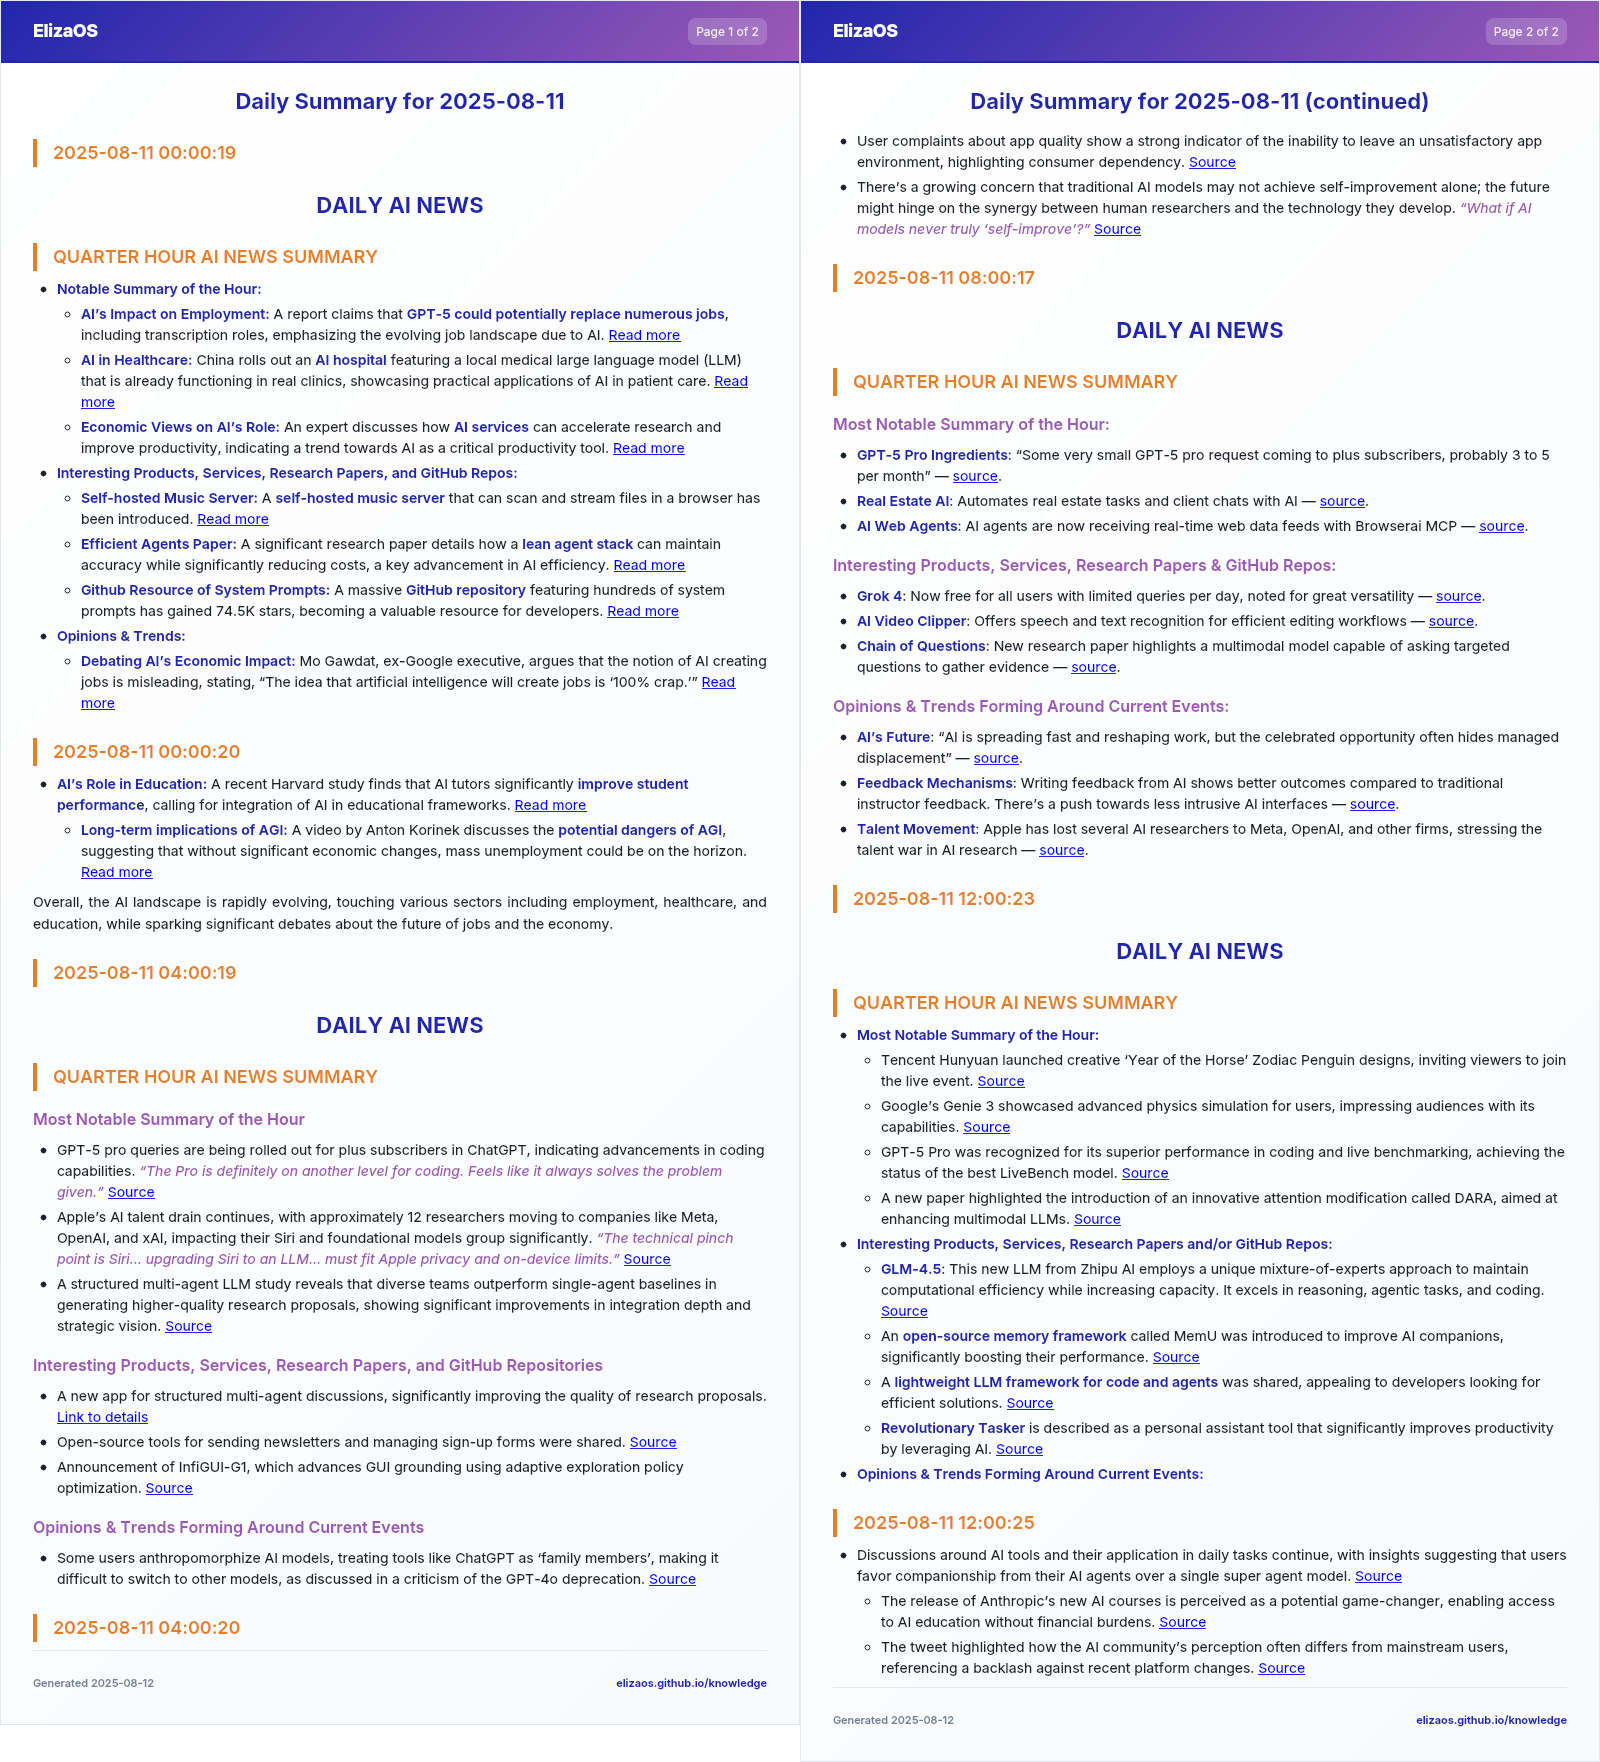 ElizaOS
Page 1 of 2
Daily Summary for 2025-08-11
2025-08-11 00:00:19
DAILY AI NEWS
QUARTER HOUR AI NEWS SUMMARY
• Notable Summary of the Hour:
◦ AI’s Impact on Employment: A report claims that GPT-5 could potentially replace numerous jobs,
including transcription roles, emphasizing the evolving job landscape due to AI. Read more
◦ AI in Healthcare: China rolls out an AI hospital featuring a local medical large language model (LLM)
that is already functioning in real clinics, showcasing practical applications of AI in patient care. Read
more
◦ Economic Views on AI’s Role: An expert discusses how AI services can accelerate research and
improve productivity, indicating a trend towards AI as a critical productivity tool. Read more
• Interesting Products, Services, Research Papers, and GitHub Repos:
◦ Self-hosted Music Server: A self-hosted music server that can scan and stream files in a browser has
been introduced. Read more
◦ Efficient Agents Paper: A significant research paper details how a lean agent stack can maintain
accuracy while significantly reducing costs, a key advancement in AI efficiency. Read more
◦ Github Resource of System Prompts: A massive GitHub repository featuring hundreds of system
prompts has gained 74.5K stars, becoming a valuable resource for developers. Read more
• Opinions & Trends:
◦ Debating AI’s Economic Impact: Mo Gawdat, ex-Google executive, argues that the notion of AI creating
jobs is misleading, stating, “The idea that artificial intelligence will create jobs is ‘100% crap.’” Read
more
2025-08-11 00:00:20
• AI’s Role in Education: A recent Harvard study finds that AI tutors significantly improve student
performance, calling for integration of AI in educational frameworks. Read more
◦ Long-term implications of AGI: A video by Anton Korinek discusses the potential dangers of AGI,
suggesting that without significant economic changes, mass unemployment could be on the horizon.
Read more
Overall, the AI landscape is rapidly evolving, touching various sectors including employment, healthcare, and
education, while sparking significant debates about the future of jobs and the economy.
2025-08-11 04:00:19
DAILY AI NEWS
QUARTER HOUR AI NEWS SUMMARY
Most Notable Summary of the Hour
• GPT-5 pro queries are being rolled out for plus subscribers in ChatGPT, indicating advancements in coding
capabilities. “The Pro is definitely on another level for coding. Feels like it always solves the problem
given.” Source
• Apple’s AI talent drain continues, with approximately 12 researchers moving to companies like Meta,
OpenAI, and xAI, impacting their Siri and foundational models group significantly. “The technical pinch
point is Siri... upgrading Siri to an LLM... must fit Apple privacy and on-device limits.” Source
• A structured multi-agent LLM study reveals that diverse teams outperform single-agent baselines in
generating higher-quality research proposals, showing significant improvements in integration depth and
strategic vision. Source
Interesting Products, Services, Research Papers, and GitHub Repositories
• A new app for structured multi-agent discussions, significantly improving the quality of research proposals.
Link to details
• Open-source tools for sending newsletters and managing sign-up forms were shared. Source
• Announcement of InfiGUI-G1, which advances GUI grounding using adaptive exploration policy
optimization. Source
Opinions & Trends Forming Around Current Events
• Some users anthropomorphize AI models, treating tools like ChatGPT as ‘family members’, making it
difficult to switch to other models, as discussed in a criticism of the GPT-4o deprecation. Source
2025-08-11 04:00:20
Generated 2025-08-12
elizaos.github.io/knowledge
ElizaOS
Page 2 of 2
Daily Summary for 2025-08-11 (continued)
• User complaints about app quality show a strong indicator of the inability to leave an unsatisfactory app
environment, highlighting consumer dependency. Source
• There’s a growing concern that traditional AI models may not achieve self-improvement alone; the future
might hinge on the synergy between human researchers and the technology they develop. “What if AI
models never truly ‘self-improve’?” Source
2025-08-11 08:00:17
DAILY AI NEWS
QUARTER HOUR AI NEWS SUMMARY
Most Notable Summary of the Hour:
• GPT-5 Pro Ingredients: “Some very small GPT-5 pro request coming to plus subscribers, probably 3 to 5
per month” — source.
• Real Estate AI: Automates real estate tasks and client chats with AI — source.
• AI Web Agents: AI agents are now receiving real-time web data feeds with Browserai MCP — source.
Interesting Products, Services, Research Papers & GitHub Repos:
• Grok 4: Now free for all users with limited queries per day, noted for great versatility — source.
• AI Video Clipper: Offers speech and text recognition for efficient editing workflows — source.
• Chain of Questions: New research paper highlights a multimodal model capable of asking targeted
questions to gather evidence — source.
Opinions & Trends Forming Around Current Events:
• AI’s Future: “AI is spreading fast and reshaping work, but the celebrated opportunity often hides managed
displacement” — source.
• Feedback Mechanisms: Writing feedback from AI shows better outcomes compared to traditional
instructor feedback. There’s a push towards less intrusive AI interfaces — source.
• Talent Movement: Apple has lost several AI researchers to Meta, OpenAI, and other firms, stressing the
talent war in AI research — source.
2025-08-11 12:00:23
DAILY AI NEWS
QUARTER HOUR AI NEWS SUMMARY
• Most Notable Summary of the Hour:
◦ Tencent Hunyuan launched creative ‘Year of the Horse’ Zodiac Penguin designs, inviting viewers to join
the live event. Source
◦ Google’s Genie 3 showcased advanced physics simulation for users, impressing audiences with its
capabilities. Source
◦ GPT-5 Pro was recognized for its superior performance in coding and live benchmarking, achieving the
status of the best LiveBench model. Source
◦ A new paper highlighted the introduction of an innovative attention modification called DARA, aimed at
enhancing multimodal LLMs. Source
• Interesting Products, Services, Research Papers and/or GitHub Repos:
◦ GLM-4.5: This new LLM from Zhipu AI employs a unique mixture-of-experts approach to maintain
computational efficiency while increasing capacity. It excels in reasoning, agentic tasks, and coding.
Source
◦ An open-source memory framework called MemU was introduced to improve AI companions,
significantly boosting their performance. Source
◦ A lightweight LLM framework for code and agents was shared, appealing to developers looking for
efficient solutions. Source
◦ Revolutionary Tasker is described as a personal assistant tool that significantly improves productivity
by leveraging AI. Source
• Opinions & Trends Forming Around Current Events:
2025-08-11 12:00:25
• Discussions around AI tools and their application in daily tasks continue, with insights suggesting that users
favor companionship from their AI agents over a single super agent model. Source
◦ The release of Anthropic’s new AI courses is perceived as a potential game-changer, enabling access
to AI education without financial burdens. Source
◦ The tweet highlighted how the AI community’s perception often differs from mainstream users,
referencing a backlash against recent platform changes. Source
Generated 2025-08-12
elizaos.github.io/knowledge